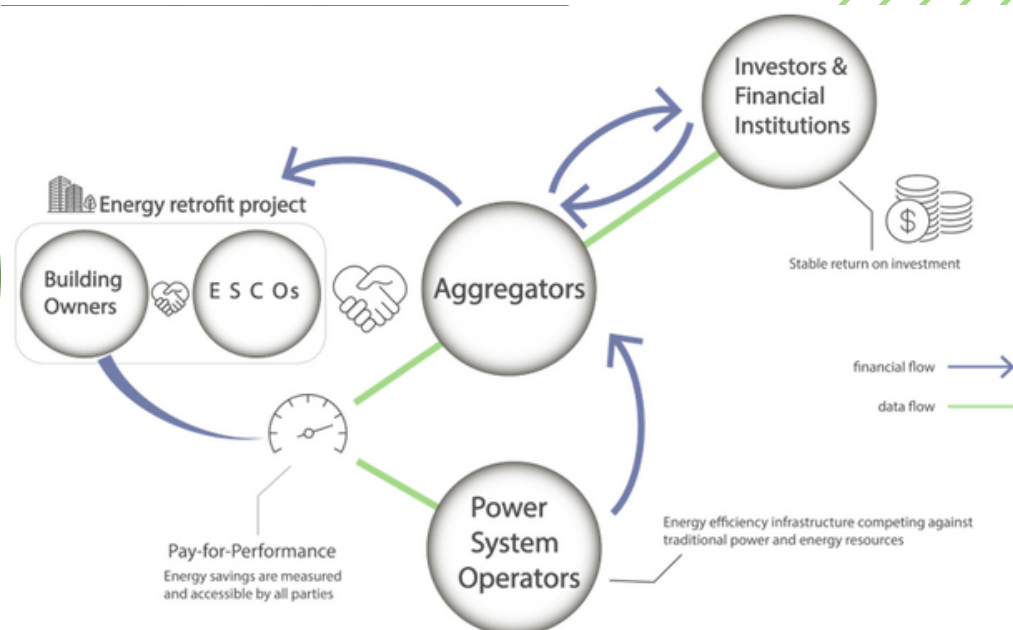 Investors &
Financial
Institutions
Energy retrofit project
Building
Owners
E S C Os
Aggregators
$
Stable return on investment
financial flow
data flow
Power
System
Operators
Energy efficiency infrastructure competing against
traditional power and energy resources
Pay-for-Performance
Energy savings are measured
and accessible by all parties